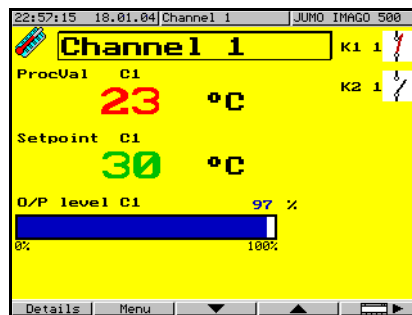 22:57:15 18.01.04 Channel 1 JUMO IMAGO 500
Channel 1
K1 1
ProcVal C1
K2 1
23 °C
Setpoint C1
30 °C
O/P level C1 97 %
0% 100%
Details Menu